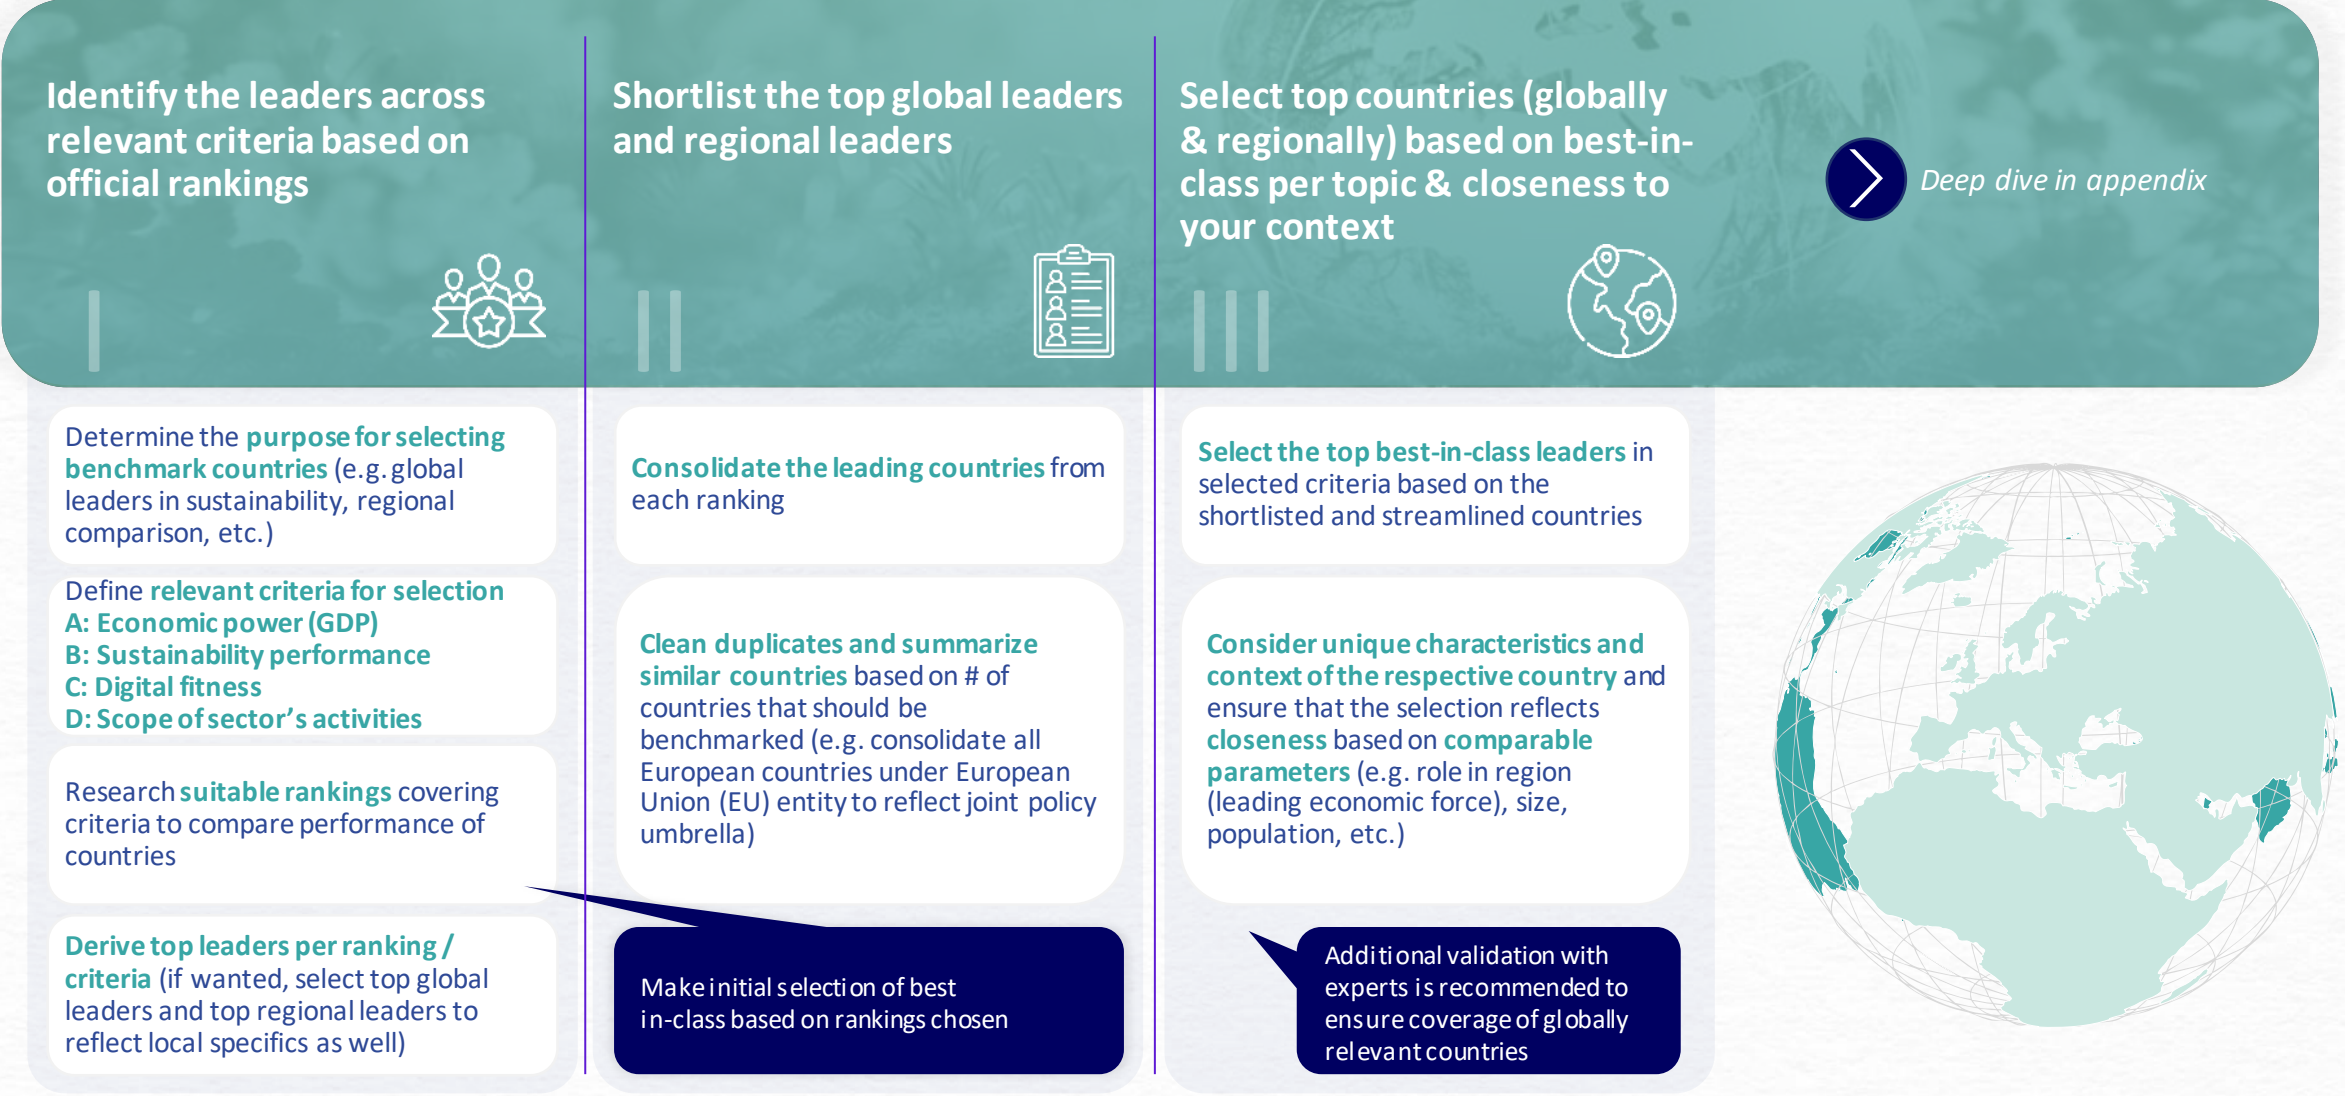 Identify the leaders across
relevant criteria based on
official rankings
I
Shortlist the top global leaders
and regional leaders
II
Select top countries (globally
& regionally) based on best-in-
class per topic & closeness to
your context
III
Deep dive in appendix
Determine the purpose for selecting
benchmark countries (e.g. global
leaders in sustainability, regional
comparison, etc.)
Define relevant criteria for selection
A: Economic power (GDP)
B: Sustainability performance
C: Digital fitness
D: Scope of sector's activities
Research suitable rankings covering
criteria to compare performance of
countries
Derive top leaders per ranking /
criteria (if wanted, select top global
leaders and top regional leaders to
reflect local specifics as well)
Consolidate the leading countries from
each ranking
Clean duplicates and summarize
similar countries based on # of
countries that should be
benchmarked (e.g. consolidate all
European countries under European
Union (EU) entity to reflect joint policy
umbrella)
Make initial selection of best
in-class based on rankings chosen
Select the top best-in-class leaders in
selected criteria based on the
shortlisted and streamlined countries
Consider unique characteristics and
context of the respective country and
ensure that the selection reflects
closeness based on comparable
parameters (e.g. role in region
(leading economic force), size,
population, etc.)
Additional validation with
experts is recommended to
ensure coverage of globally
relevant countries